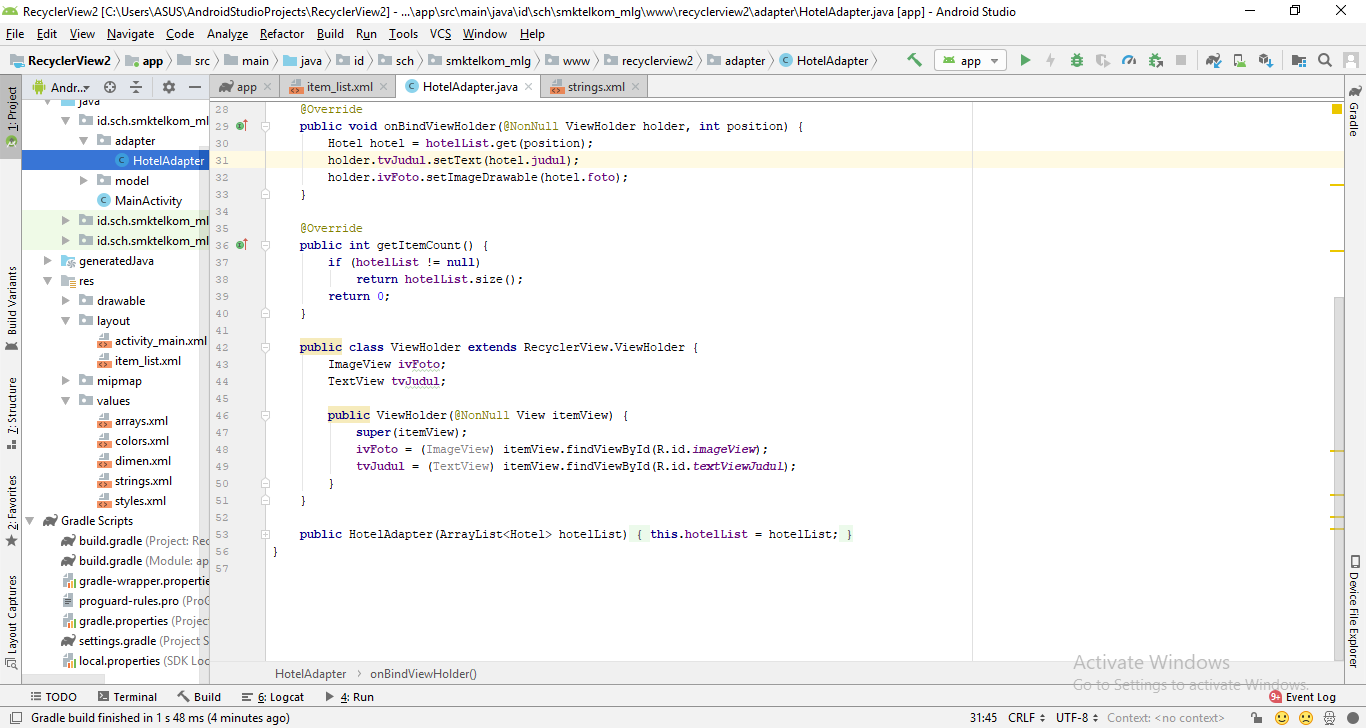 RecyclerView2 [C:\Users\ASUS\AndroidStudioProjects\RecyclerView2] - ...\app\src\main\java\id\sch\smktelkom_mlg\www\recyclerview2\adapter\HotelAdapter.java [app] - Android Studio
File Edit View Navigate Code Analyze Refactor Build Run Tools VCS Window Help
RecyclerView2 app src main java id sch smktelkom_mlg www recyclerview2 adapter HotelAdapter app
Andr... app item_list.xml HotelAdapter.java strings.xml
1: Project
Build Variants
7: Structure
2: Favorites
Layout Captures
java
id.sch.smktelkom_ml
adapter
HotelAdapter
model
MainActivity
id.sch.smktelkom_ml
id.sch.smktelkom_ml
generatedJava
res
drawable
layout
activity_main.xml
item_list.xml
mipmap
values
arrays.xml
colors.xml
dimen.xml
strings.xml
styles.xml
Gradle Scripts
build.gradle (Project: Rec
build.gradle (Module: ap
gradle-wrapper.propertie
proguard-rules.pro (ProG
gradle.properties (Project
settings.gradle (Project S
local.properties (SDK Loc
28 @Override
29 public void onBindViewHolder(@NonNull ViewHolder holder, int position) {
30 Hotel hotel = hotelList.get(position);
31 holder.tvJudul.setText(hotel.judul);
32 holder.ivFoto.setImageDrawable(hotel.foto);
33 }
34
35 @Override
36 public int getItemCount() {
37 if (hotelList != null)
38 return hotelList.size();
39 return 0;
40 }
41
42 public class ViewHolder extends RecyclerView.ViewHolder {
43 ImageView ivFoto;
44 TextView tvJudul;
45
46 public ViewHolder(@NonNull View itemView) {
47 super(itemView);
48 ivFoto = (ImageView) itemView.findViewById(R.id.imageView);
49 tvJudul = (TextView) itemView.findViewById(R.id.textViewJudul);
50 }
51 }
52
53 public HotelAdapter(ArrayList<Hotel> hotelList) { this.hotelList = hotelList; }
56 }
57
Gradle
Device File Explorer
HotelAdapter onBindViewHolder()
Activate Windows
Go to Settings to activate Windows.
TODO Terminal Build 6: Logcat 4: Run 9+ Event Log
Gradle build finished in 1 s 48 ms (4 minutes ago) 31:45 CRLF UTF-8 Context: <no context>